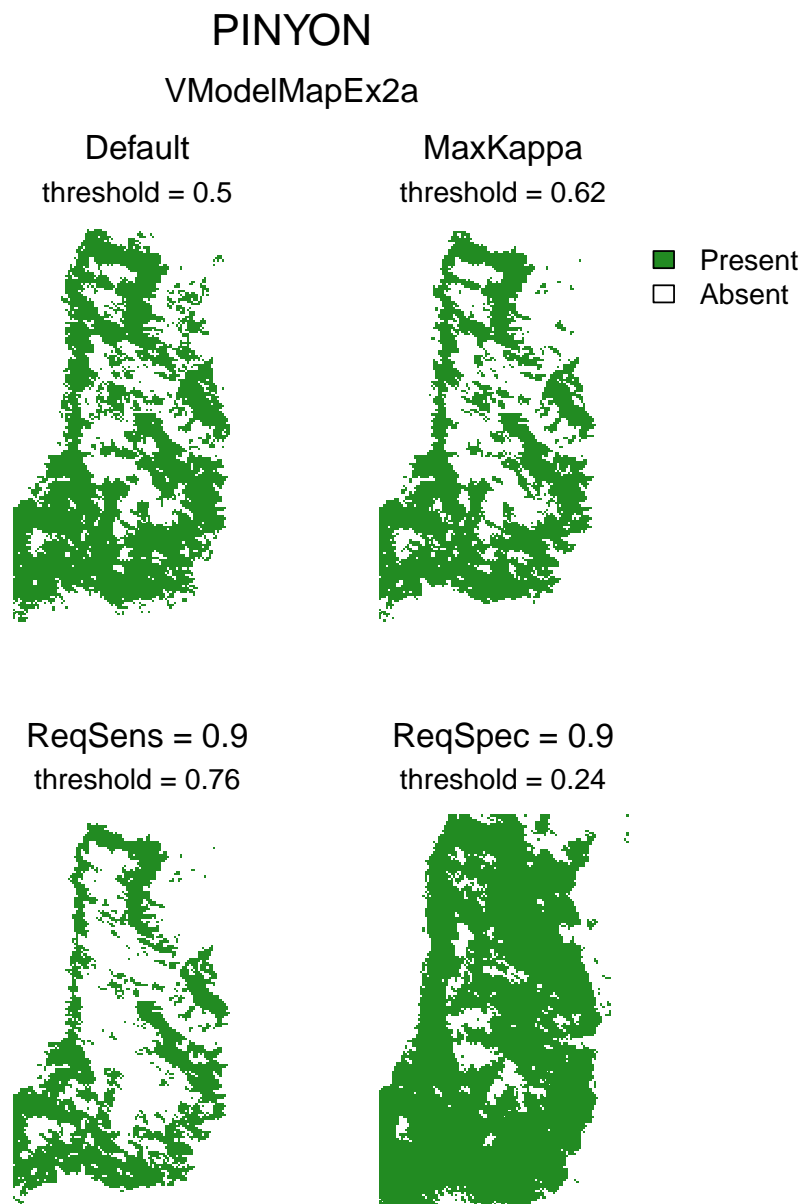 PINYON
VModelMapEx2a
Default
threshold = 0.5
MaxKappa
threshold = 0.62
Present
Absent
ReqSens = 0.9
threshold = 0.76
ReqSpec = 0.9
threshold = 0.24